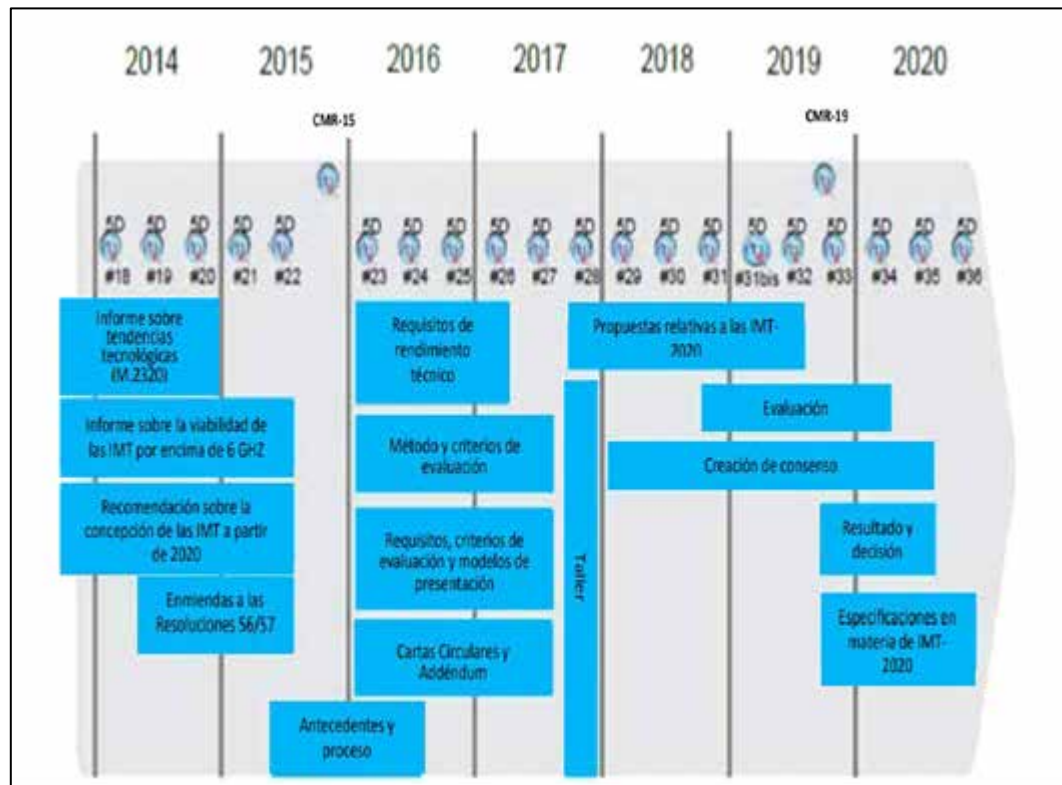 2014 2015 2016 2017 2018 2019 2020
CMR-15 CMR-19
5D 5D 5D 5D 5D 5D 5D 5D 5D 5D 5D 5D 5D 5D 5D 5D 5D 5D 5D 5D
#18 #19 #20 #21 #22 #23 #24 #25 #26 #27 #28 #29 #30 #31 #31bis #32 #33 #34 #35 #36
Informe sobre
tendencias
tecnológicas
(M.2320)
Requisitos de
rendimiento
técnico
Propuestas relativas a las IMT-
2020
Informe sobre la viabilidad de
las IMT por encima de 6 GHZ
Método y criterios de
evaluación
Evaluación
Creación de consenso
Recomendación sobre la
concepción de las IMT a partir
de 2020
Requisitos, criterios de
evaluación y modelos de
presentación
Taller
Resultado y
decisión
Enmiendas a las
Resoluciones 56/57
Cartas Circulares y
Addéndum
Especificaciones en
materia de IMT-
2020
Antecedentes y
proceso